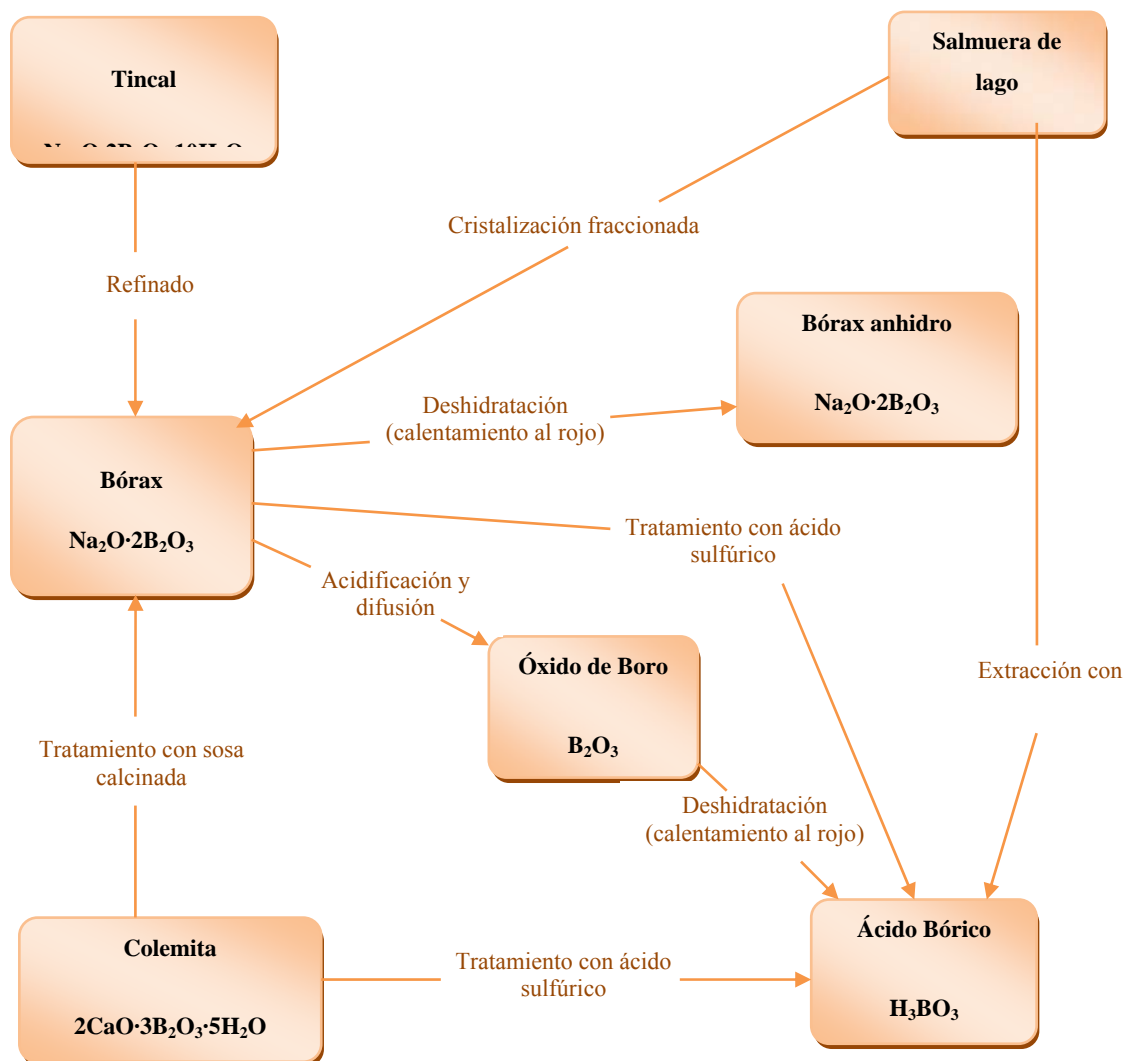 Tincal
Salmuera de
lago
Cristalización fraccionada
Refinado
Bórax anhidro
Na₂O·2B₂O₃
Deshidratación
(calentamiento al rojo)
Bórax
Na₂O·2B₂O₃
Tratamiento con ácido
sulfúrico
Acidificación y
difusión
Óxido de Boro
B₂O₃
Extracción con
Tratamiento con sosa
calcinada
Deshidratación
(calentamiento al rojo)
Colemita
2CaO·3B₂O₃·5H₂O
Tratamiento con ácido
sulfúrico
Ácido Bórico
H₃BO₃